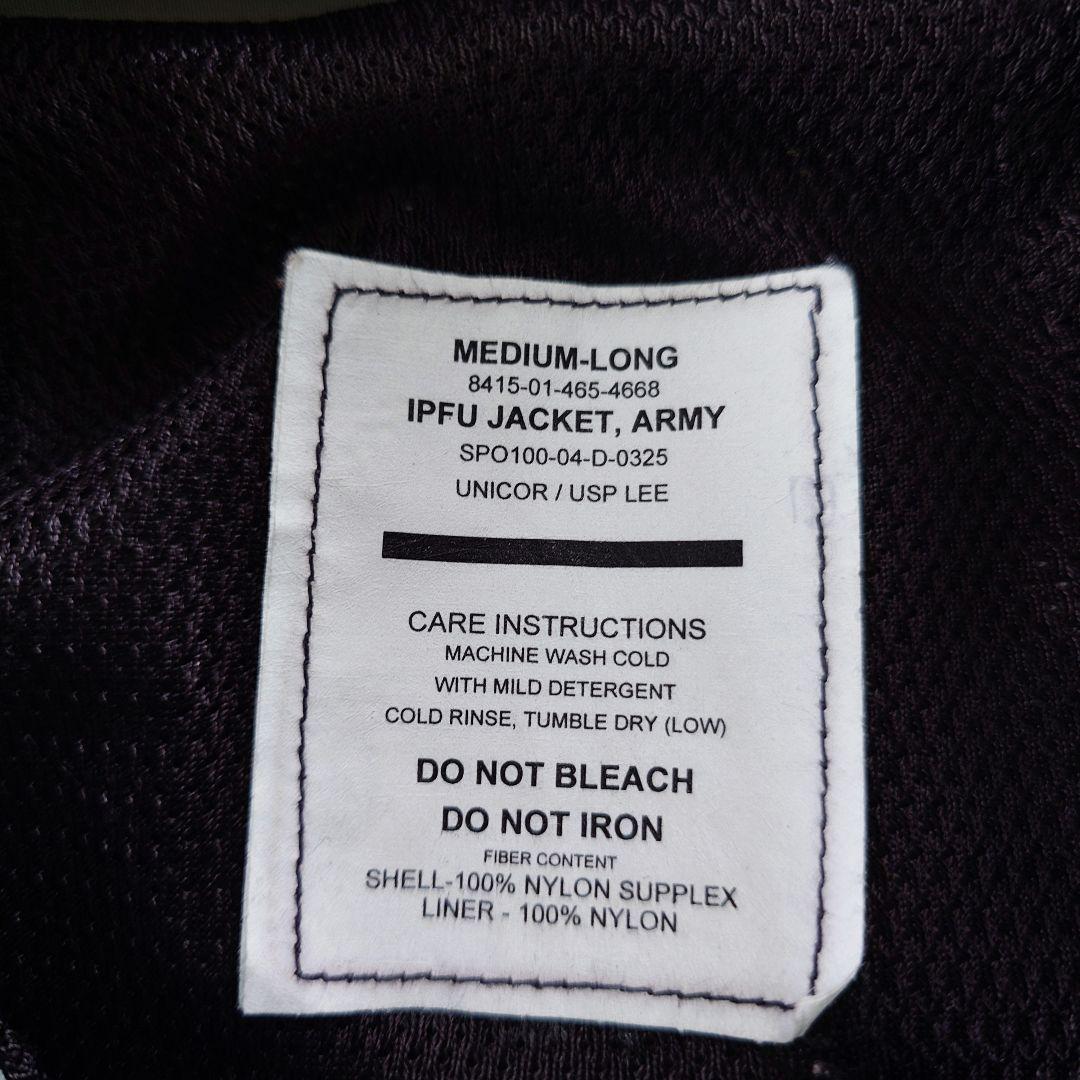 MEDIUM-LONG
8415-01-465-4668
IPFU JACKET, ARMY
SPO100-04-D-0325
UNICOR / USP LEE
CARE INSTRUCTIONS
MACHINE WASH COLD
WITH MILD DETERGENT
COLD RINSE, TUMBLE DRY (LOW)
DO NOT BLEACH
DO NOT IRON
FIBER CONTENT
SHELL-100% NYLON SUPPLEX
LINER - 100% NYLON